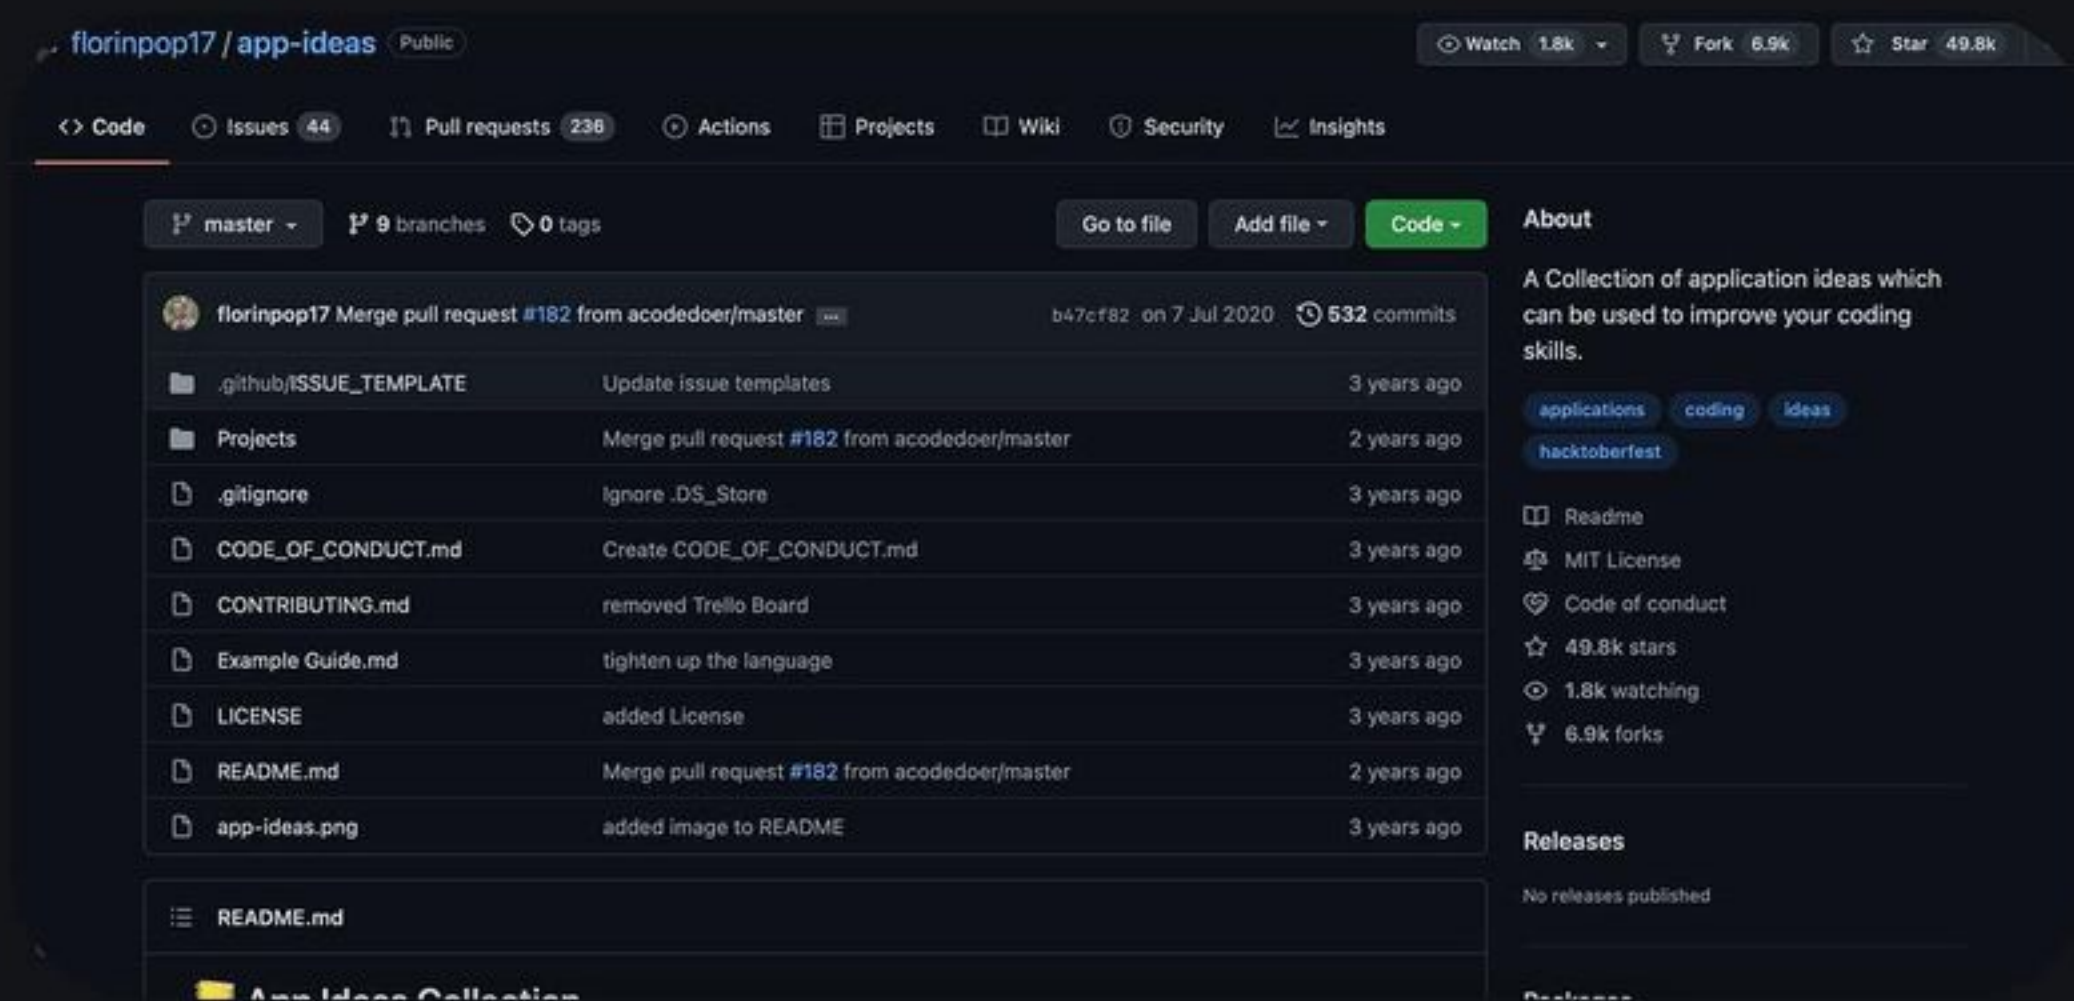 florinpop17 / app-ideas Public
Watch 1.8k Fork 6.9k Star 49.8k
<> Code Issues 44 Pull requests 236 Actions Projects Wiki Security Insights
master 9 branches 0 tags
Go to file Add file Code
florinpop17 Merge pull request #182 from acodedoer/master ... b47cf82 on 7 Jul 2020 532 commits
.github/ISSUE_TEMPLATE Update issue templates 3 years ago
Projects Merge pull request #182 from acodedoer/master 2 years ago
.gitignore Ignore .DS_Store 3 years ago
CODE_OF_CONDUCT.md Create CODE_OF_CONDUCT.md 3 years ago
CONTRIBUTING.md removed Trello Board 3 years ago
Example Guide.md tighten up the language 3 years ago
LICENSE added License 3 years ago
README.md Merge pull request #182 from acodedoer/master 2 years ago
app-ideas.png added image to README 3 years ago
README.md
App Ideas Collection
About
A Collection of application ideas which
can be used to improve your coding
skills.
applications coding ideas
hacktoberfest
Readme
MIT License
Code of conduct
49.8k stars
1.8k watching
6.9k forks
Releases
No releases published
Packages